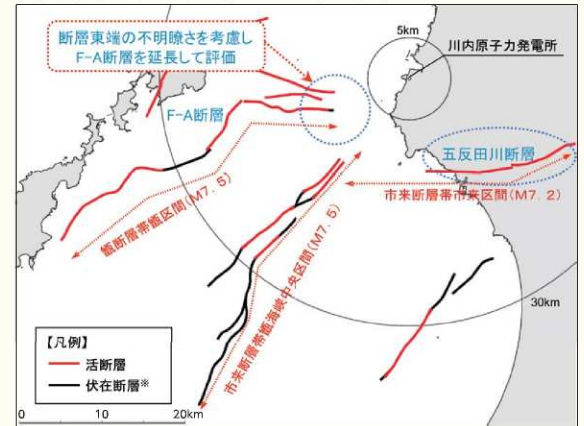 断層東端の不明瞭さを考慮し
F-A断層を延長して評価
5km
川内原子力発電所
F-A断層
五反田川断層
市来断層帯市来区間(M7.2)
甑断層帯甑区間(M7.5)
市来断層帯甑海峡中央区間(M7.5)
30km
【凡例】
活断層
伏在断層※
0 10 20km